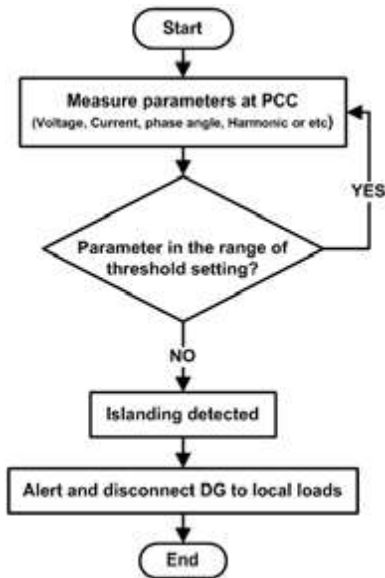 Start
Measure parameters at PCC
(Voltage, Current, phase angle, Harmonic or etc)
YES
Parameter in the range of
threshold setting?
NO
Islanding detected
Alert and disconnect DG to local loads
End